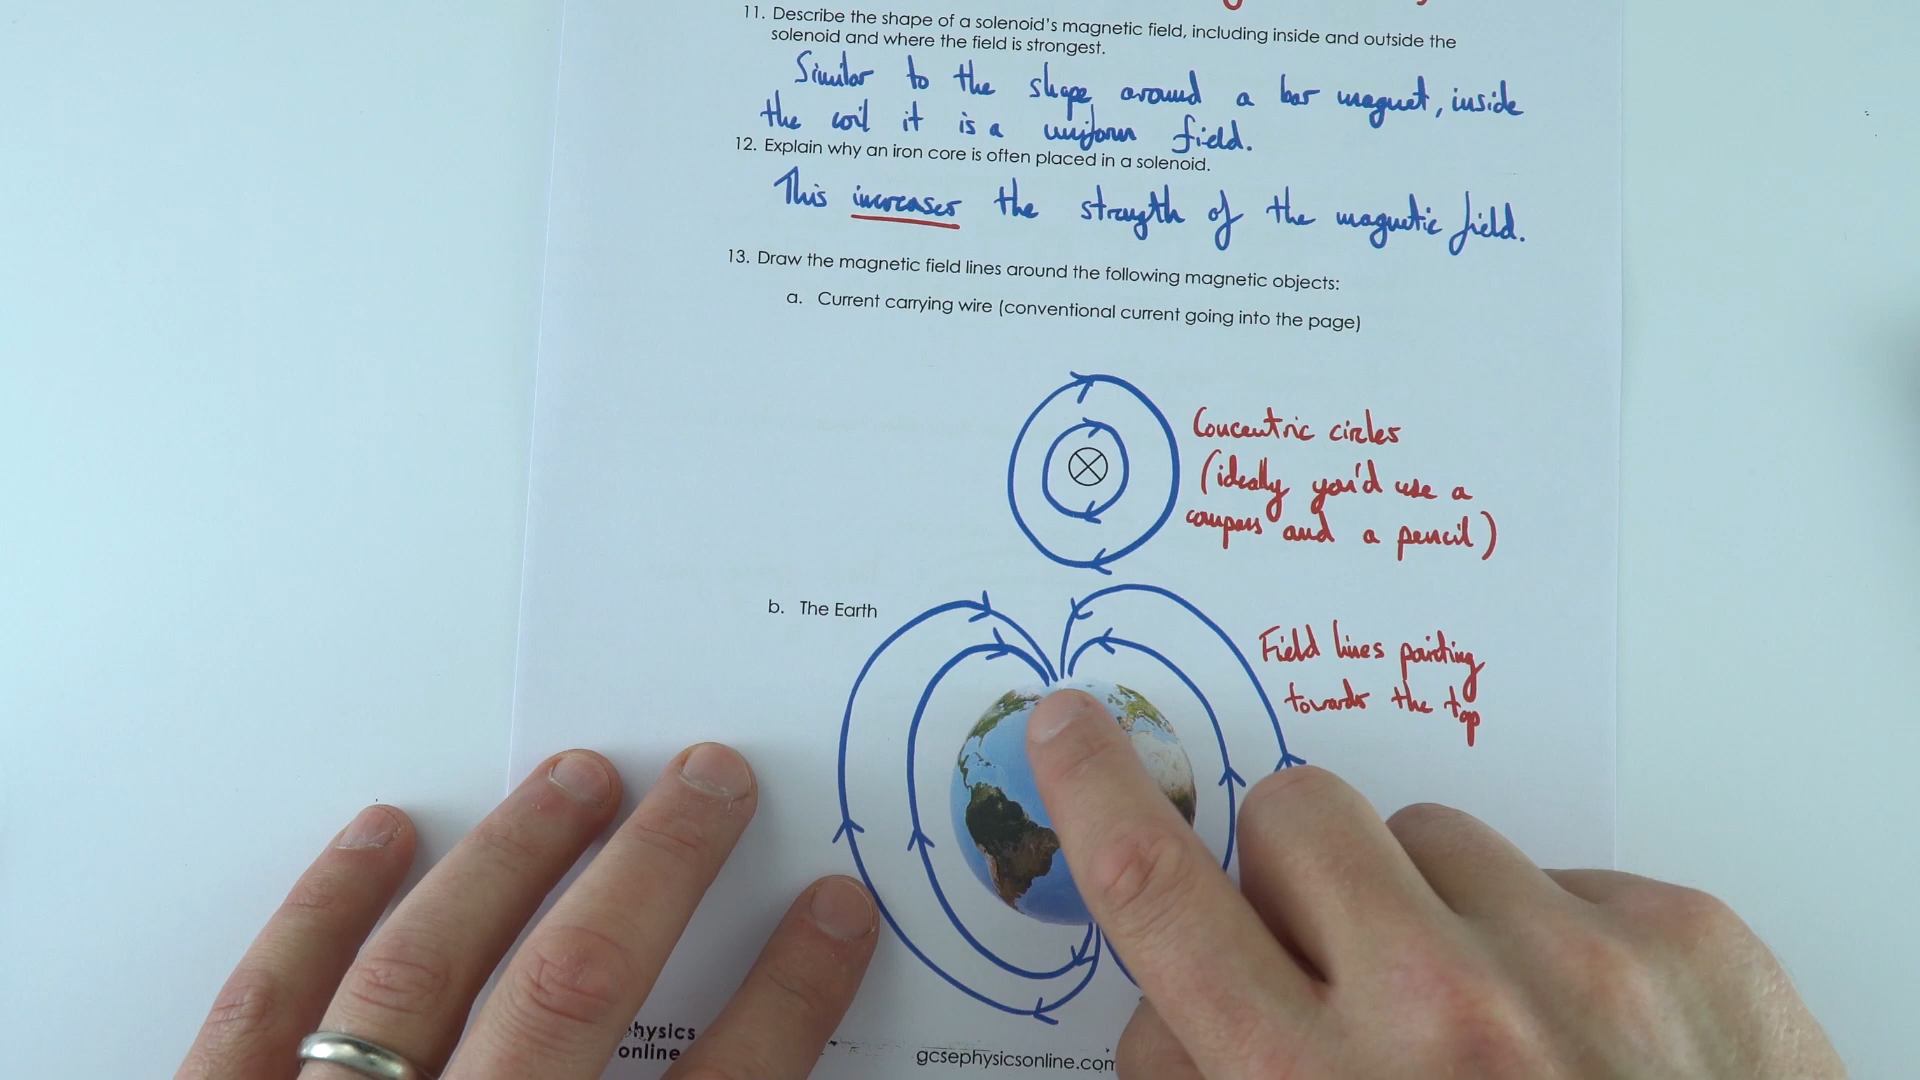 11. Describe the shape of a solenoid's magnetic field, including inside and outside the
solenoid and where the field is strongest.
Similar to the shape around a bar magnet, inside
the coil it is a uniform field.
12. Explain why an iron core is often placed in a solenoid.
This increases the strength of the magnetic field.
13. Draw the magnetic field lines around the following magnetic objects:
a. Current carrying wire (conventional current going into the page)
Concentric circles
(ideally you'd use a
compass and a pencil)
b. The Earth
Field lines pointing
towards the top
physics
online
gcsephysicsonline.com